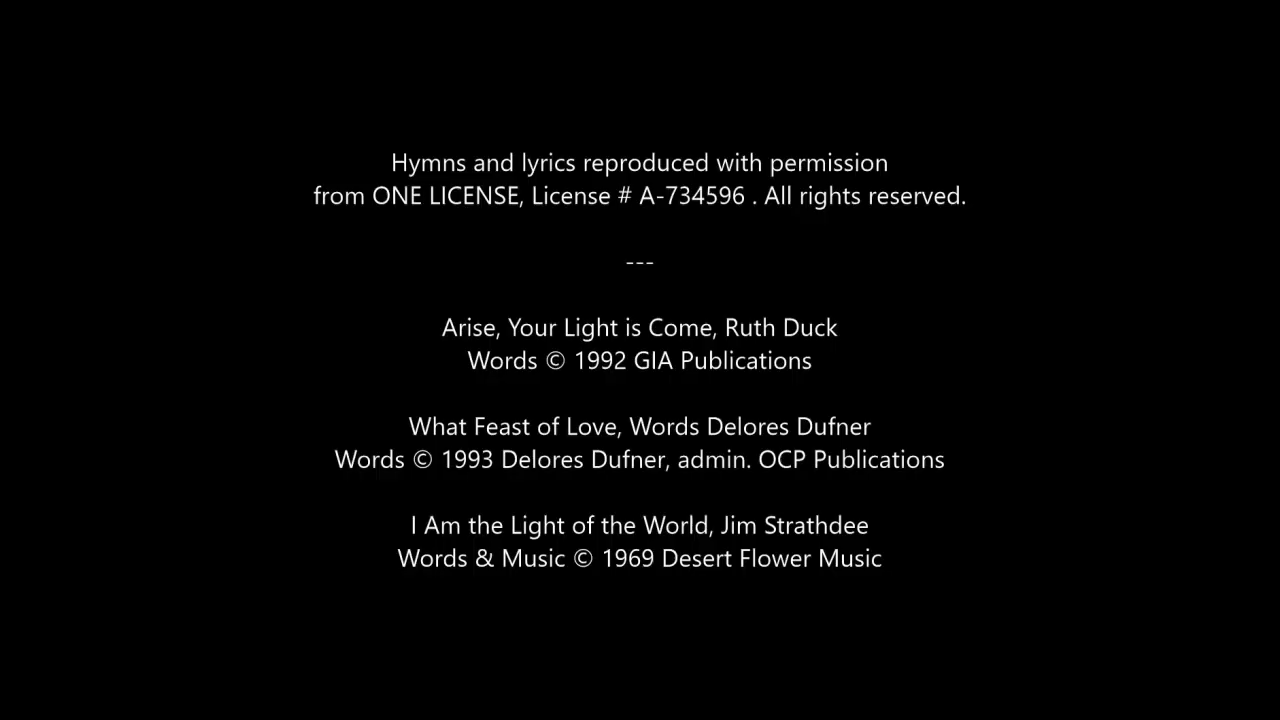 Hymns and lyrics reproduced with permission
from ONE LICENSE, License # A-734596 . All rights reserved.
---
Arise, Your Light is Come, Ruth Duck
Words © 1992 GIA Publications
What Feast of Love, Words Delores Dufner
Words © 1993 Delores Dufner, admin. OCP Publications
I Am the Light of the World, Jim Strathdee
Words & Music © 1969 Desert Flower Music